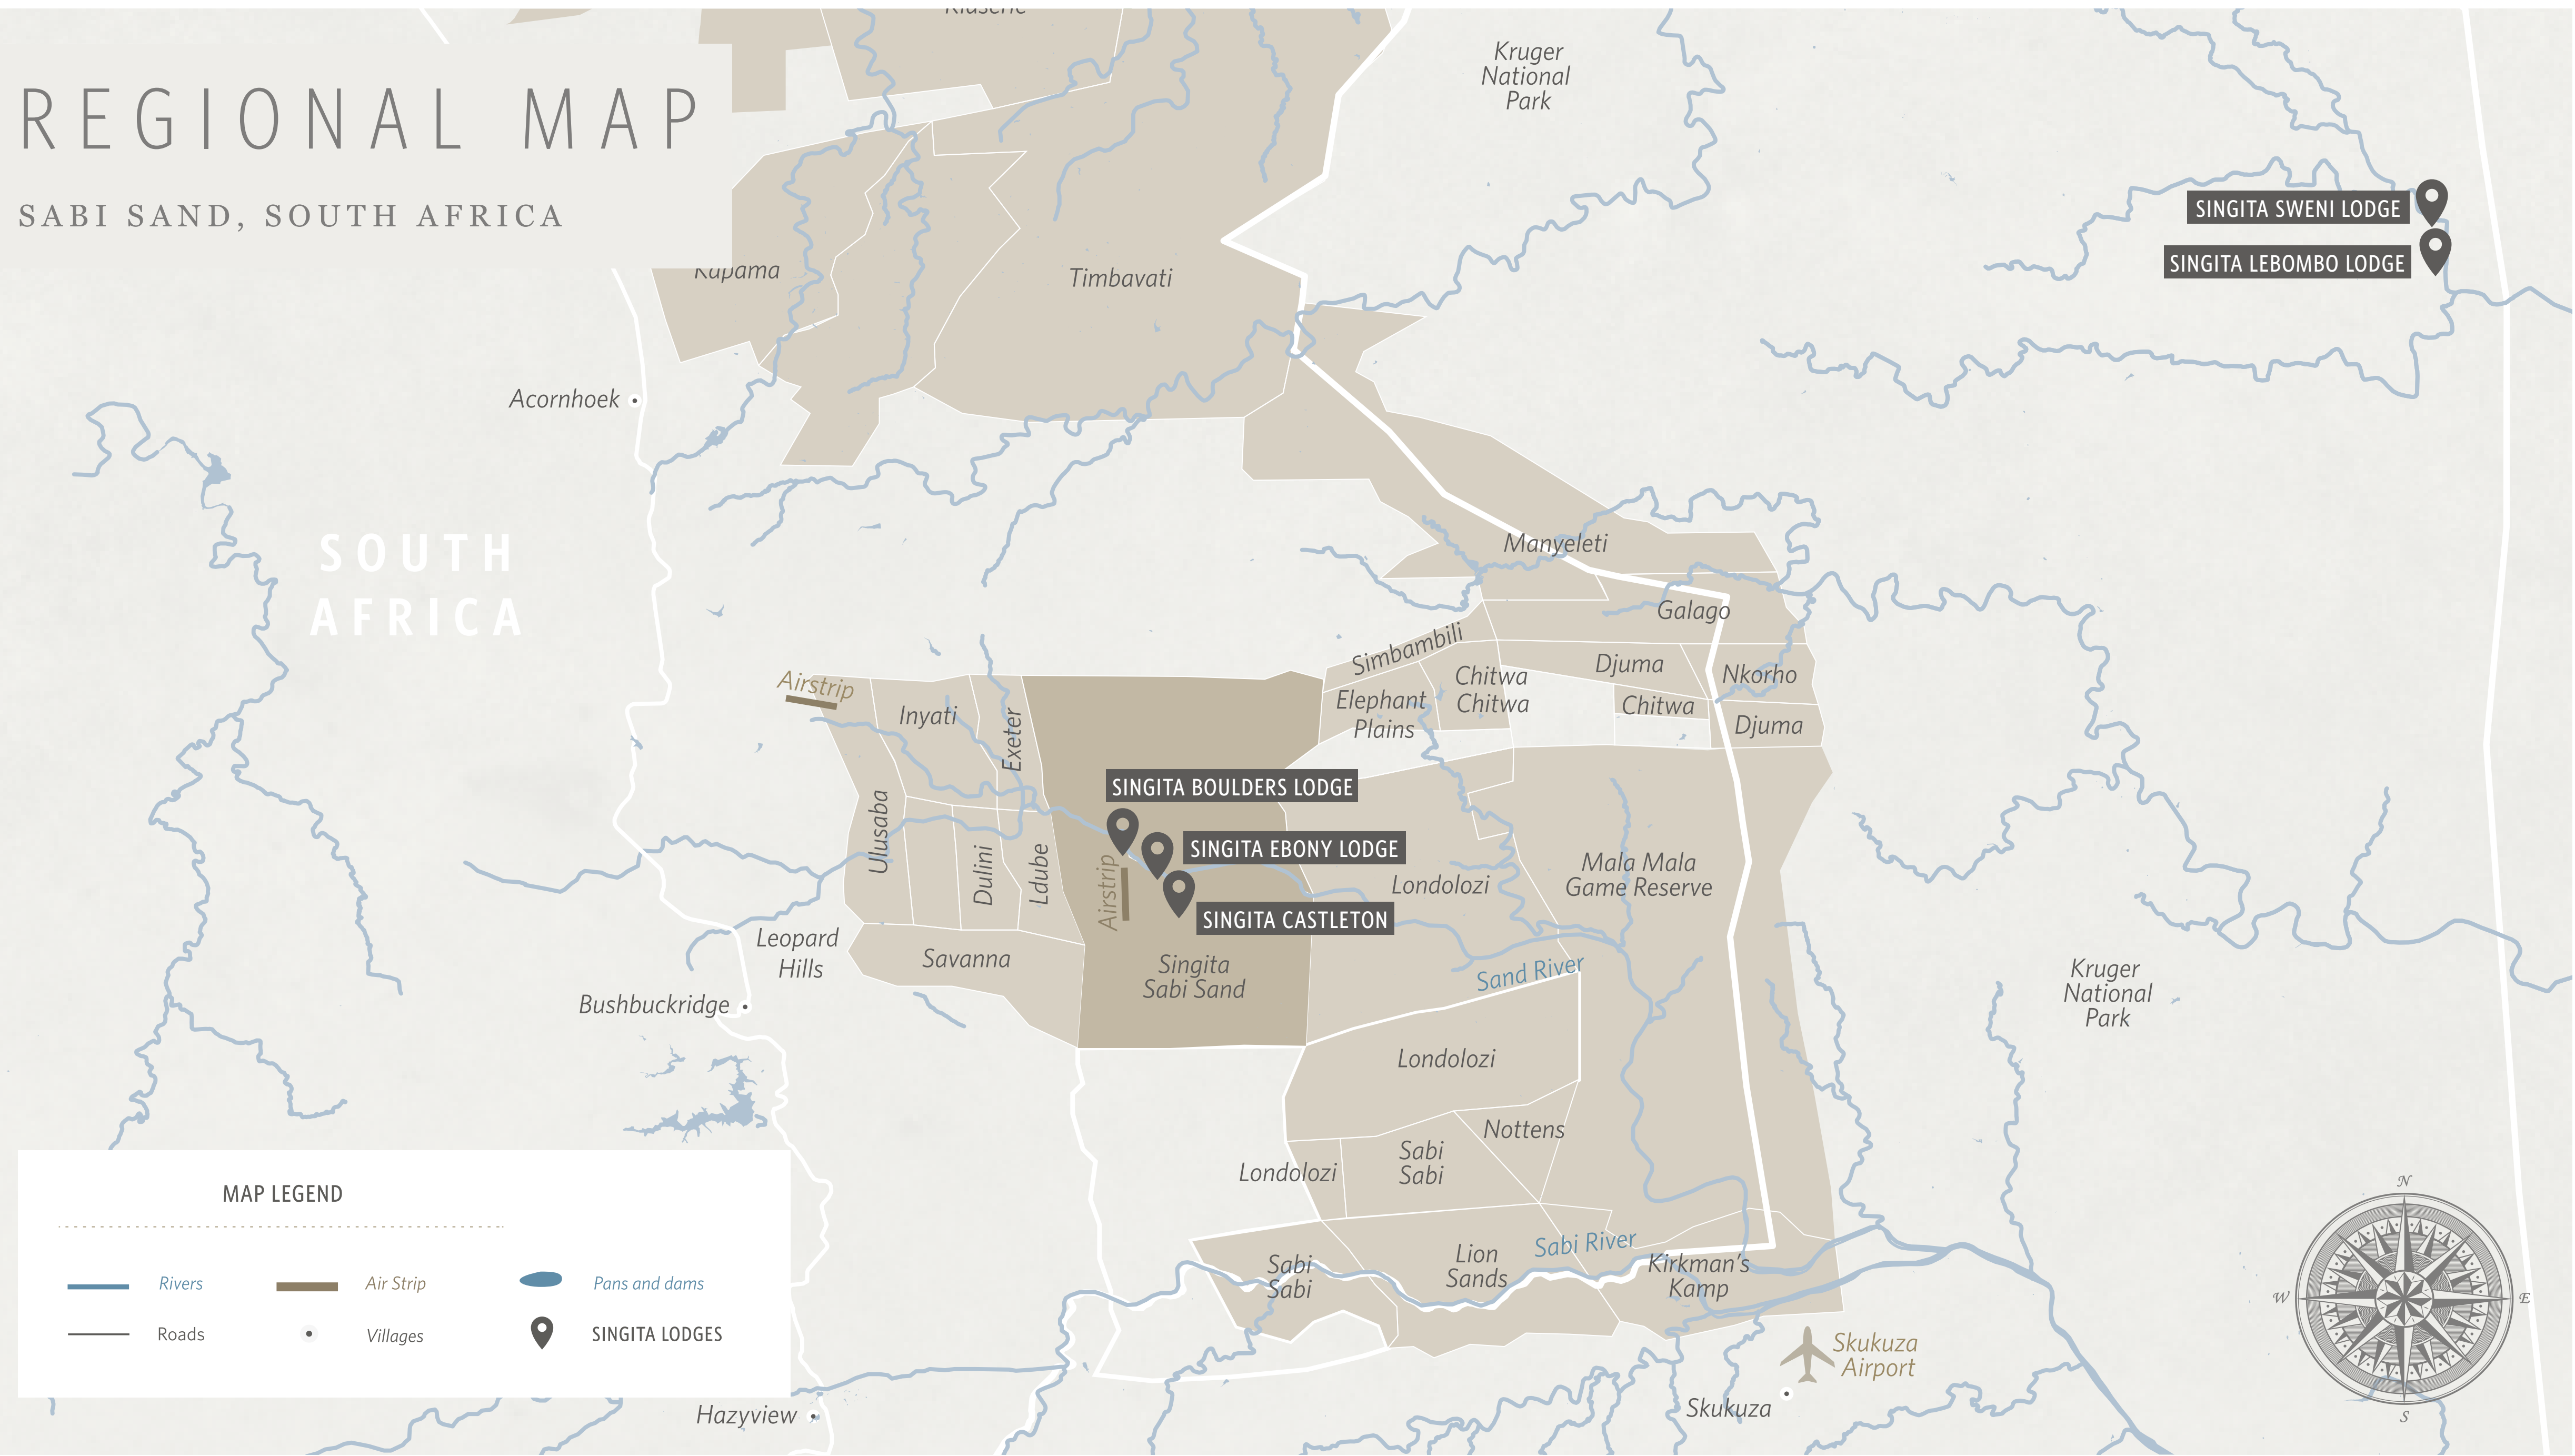 REGIONAL MAP
SABI SAND, SOUTH AFRICA
Klaserie
Kruger
National
Park
SINGITA SWENI LODGE
SINGITA LEBOMBO LODGE
Kapama
Timbavati
Acornhoek
SOUTH
AFRICA
Manyeleti
Galago
Simbambili
Djuma
Nkorho
Chitwa
Chitwa
Elephant
Plains
Chitwa
Djuma
Airstrip
Inyati
Exeter
SINGITA BOULDERS LODGE
SINGITA EBONY LODGE
SINGITA CASTLETON
Ulusaba
Dulini
Ldube
Airstrip
Londolozi
Mala Mala
Game Reserve
Leopard
Hills
Savanna
Singita
Sabi Sand
Sand River
Kruger
National
Park
Bushbuckridge
Londolozi
Nottens
Sabi
Sabi
Londolozi
Sabi River
Sabi
Sabi
Lion
Sands
Kirkman's
Kamp
Skukuza
Airport
Skukuza
Hazyview
MAP LEGEND
Rivers
Air Strip
Pans and dams
Roads
Villages
SINGITA LODGES
N
W
E
S